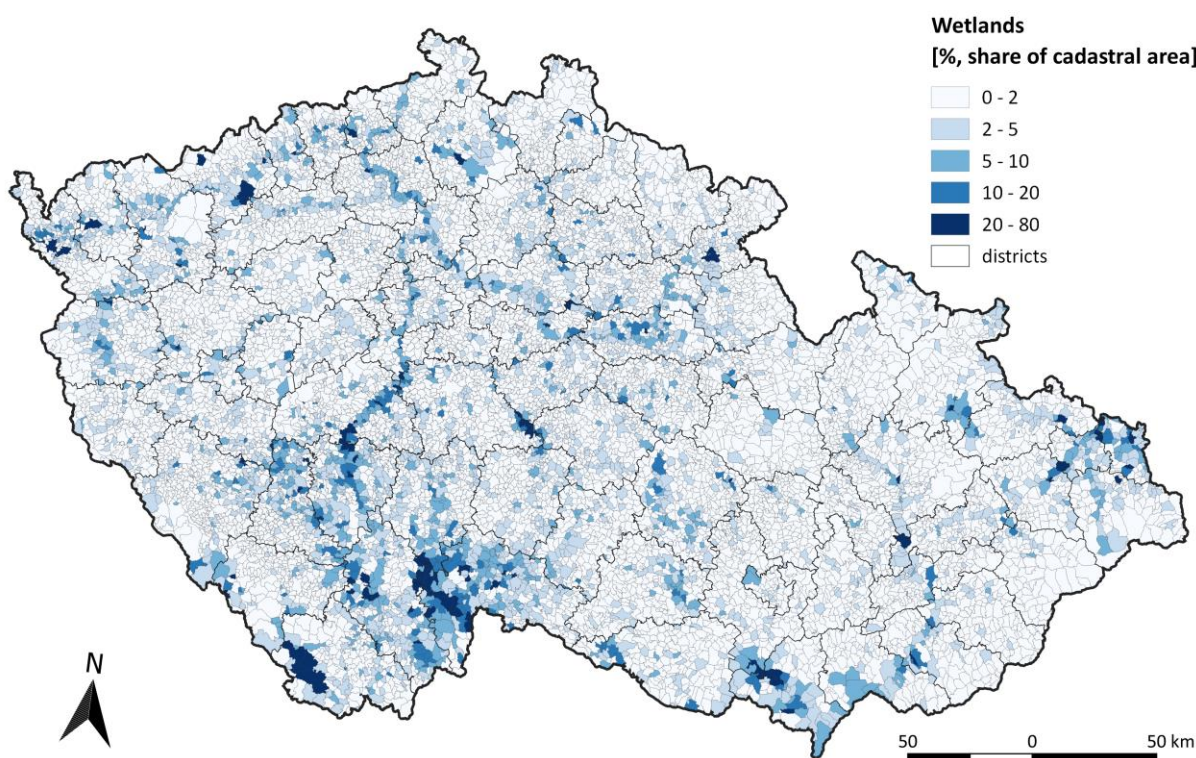 Wetlands
[%, share of cadastral area]
0 - 2
2 - 5
5 - 10
10 - 20
20 - 80
districts
N
50 0 50 km